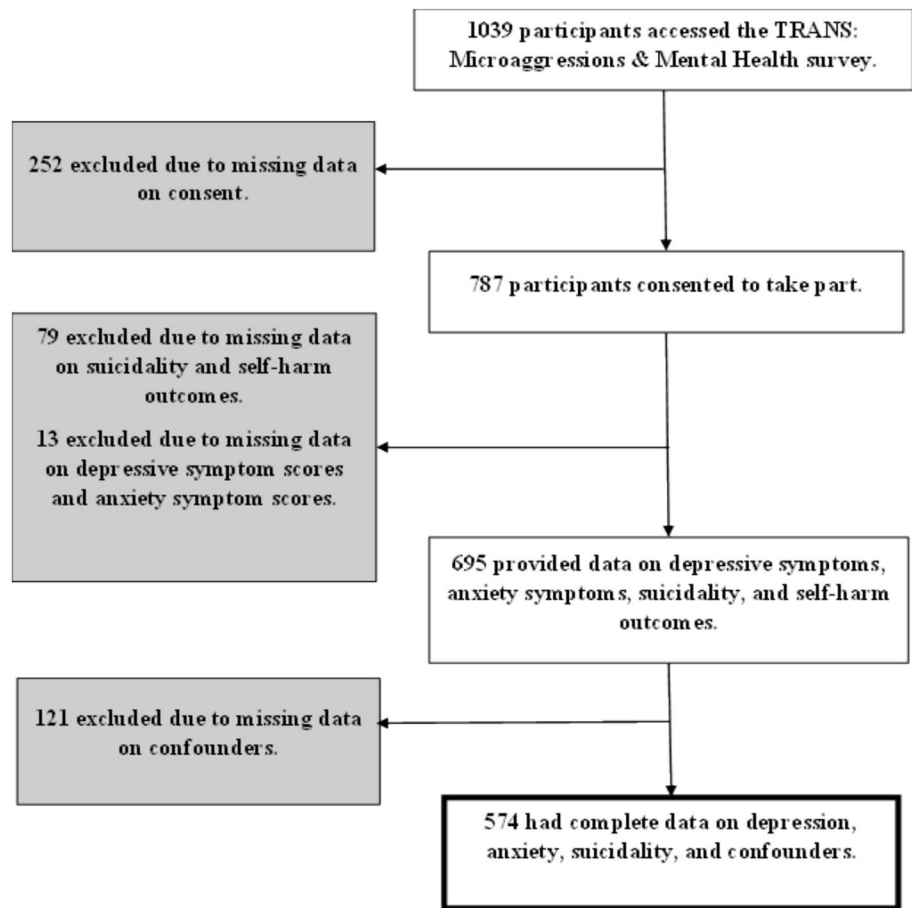 1039 participants accessed the TRANS:
Microaggressions & Mental Health survey.
252 excluded due to missing data
on consent.
787 participants consented to take part.
79 excluded due to missing data
on suicidality and self-harm
outcomes.
13 excluded due to missing data
on depressive symptom scores
and anxiety symptom scores.
695 provided data on depressive symptoms,
anxiety symptoms, suicidality, and self-harm
outcomes.
121 excluded due to missing data
on confounders.
574 had complete data on depression,
anxiety, suicidality, and confounders.